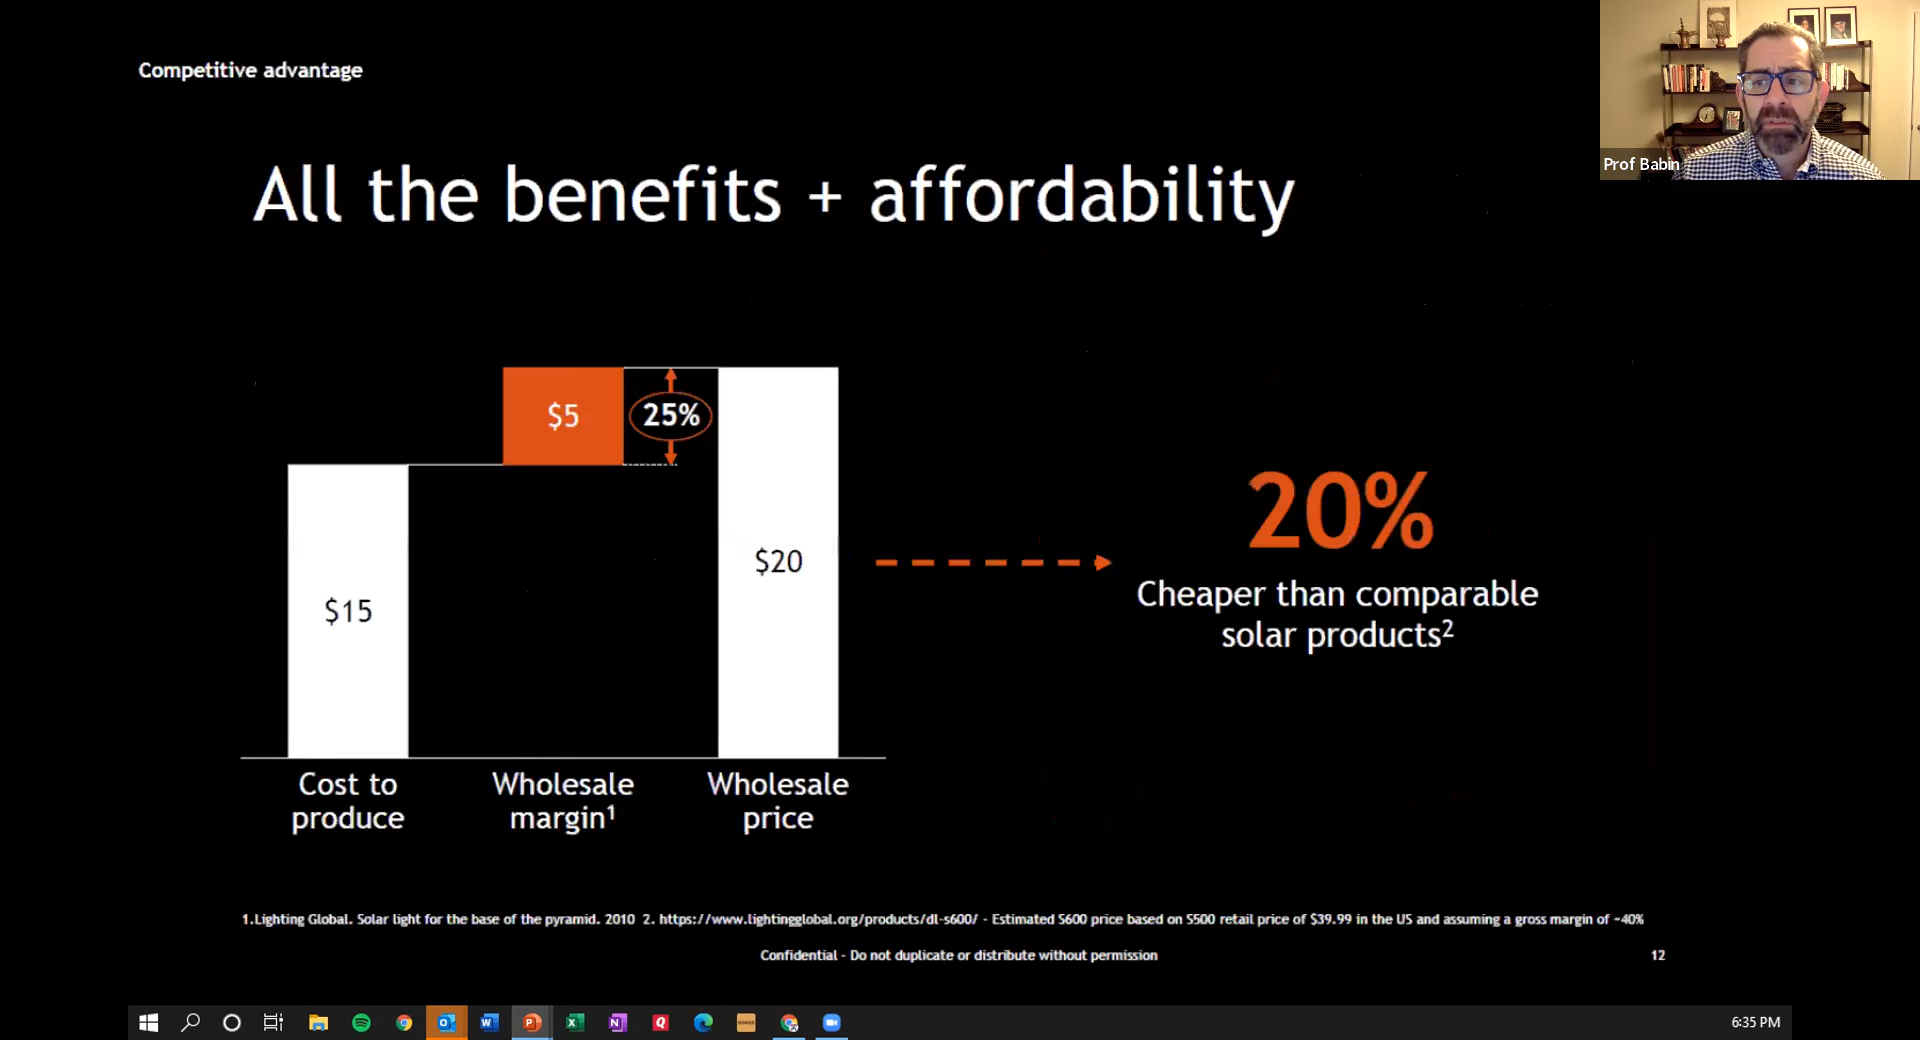 Competitive advantage
Prof Babin
All the benefits + affordability
$5
25%
$15
$20
20%
Cheaper than comparable
solar products²
Cost to
produce
Wholesale
margin¹
Wholesale
price
1.Lighting Global. Solar light for the base of the pyramid. 2010 2. https://www.lightingglobal.org/products/dl-s600/ - Estimated S600 price based on S500 retail price of $39.99 in the US and assuming a gross margin of ~40%
Confidential - Do not duplicate or distribute without permission
12
6:35 PM